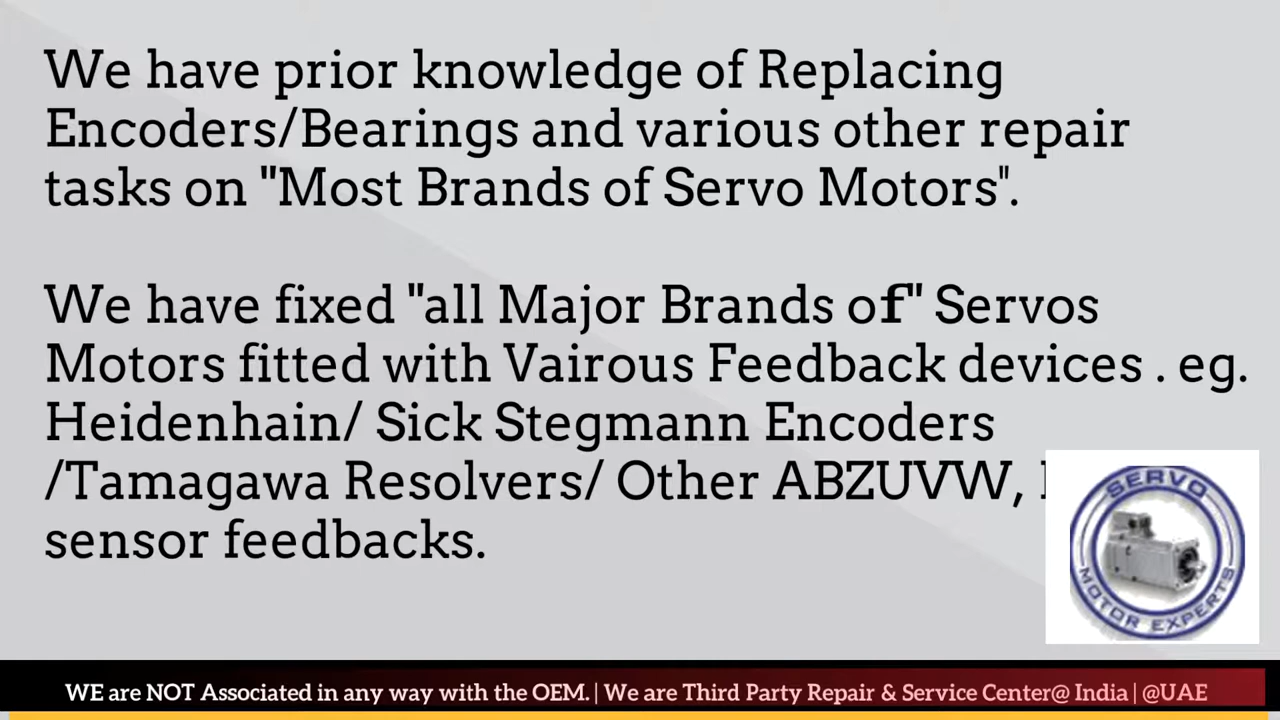 We have prior knowledge of Replacing
Encoders/Bearings and various other repair
tasks on "Most Brands of Servo Motors".
We have fixed "all Major Brands of" Servos
Motors fitted with Vairous Feedback devices . eg.
Heidenhain/ Sick Stegmann Encoders
/Tamagawa Resolvers/ Other ABZUVW,
sensor feedbacks.
SERVO
MOTOR EXPERTS
WE are NOT Associated in any way with the OEM. | We are Third Party Repair & Service Center@ India | @UAE